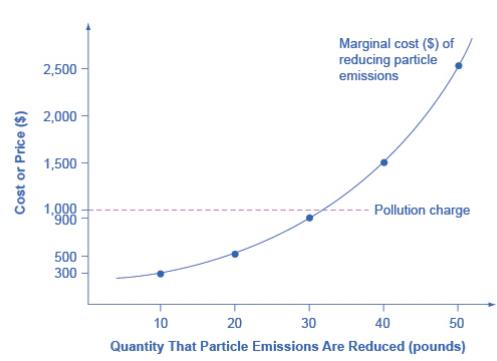 Marginal cost ($) of
reducing particle
emissions
Cost or Price ($)
2,500
2,000
1,500
1,000
900
500
300
Pollution charge
10 20 30 40 50
Quantity That Particle Emissions Are Reduced (pounds)